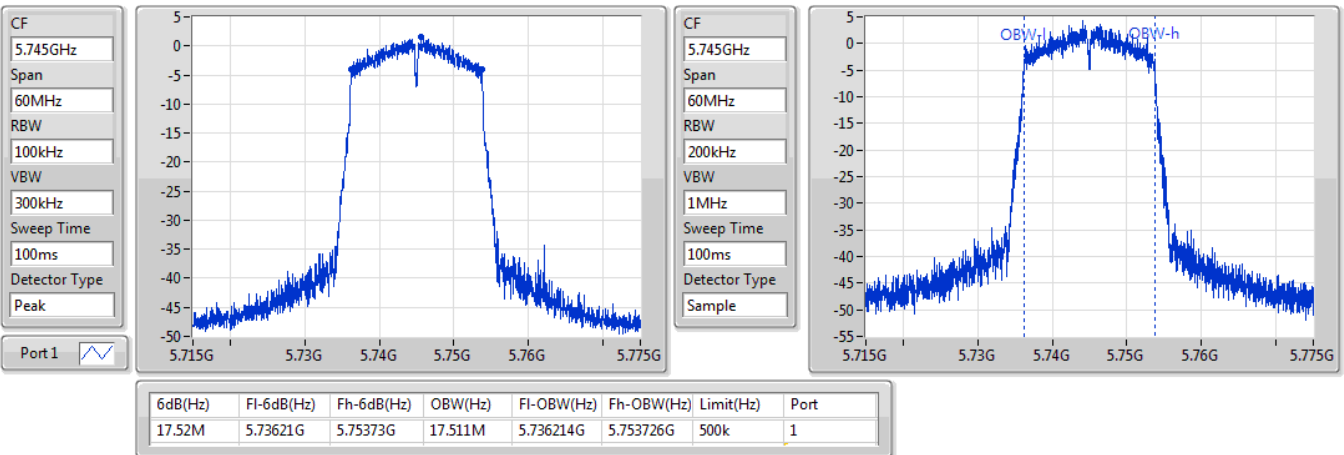 CF
5.745GHz
Span
60MHz
RBW
100kHz
VBW
300kHz
Sweep Time
100ms
Detector Type
Peak
Port 1
5
0
-5
-10
-15
-20
-25
-30
-35
-40
-45
-50
5.715G 5.73G 5.74G 5.75G 5.76G 5.775G
CF
5.745GHz
Span
60MHz
RBW
200kHz
VBW
1MHz
Sweep Time
100ms
Detector Type
Sample
5
0
-5
-10
-15
-20
-25
-30
-35
-40
-45
-50
-55
OBW-l OBW-h
5.715G 5.73G 5.74G 5.75G 5.76G 5.775G
6dB(Hz) Fl-6dB(Hz) Fh-6dB(Hz) OBW(Hz) Fl-OBW(Hz) Fh-OBW(Hz) Limit(Hz) Port
17.52M 5.73621G 5.75373G 17.511M 5.736214G 5.753726G 500k 1